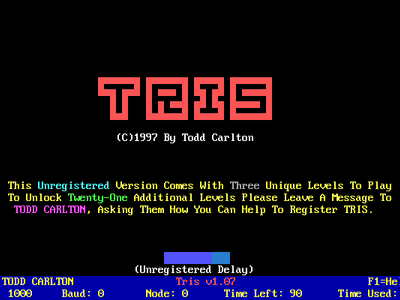 TRIS
(C)1997 By Todd Carlton
This Unregistered Version Comes With Three Unique Levels To Play
To Unlock Twenty-One Additional Levels Please Leave A Message To
TODD CARLTON, Asking Them How You Can Help To Register TRIS.
(Unregistered Delay)
TODD CARLTON Tris v1.07 F1=He
1000 Baud: 0 Node: 0 Time Left: 90 Time Used: